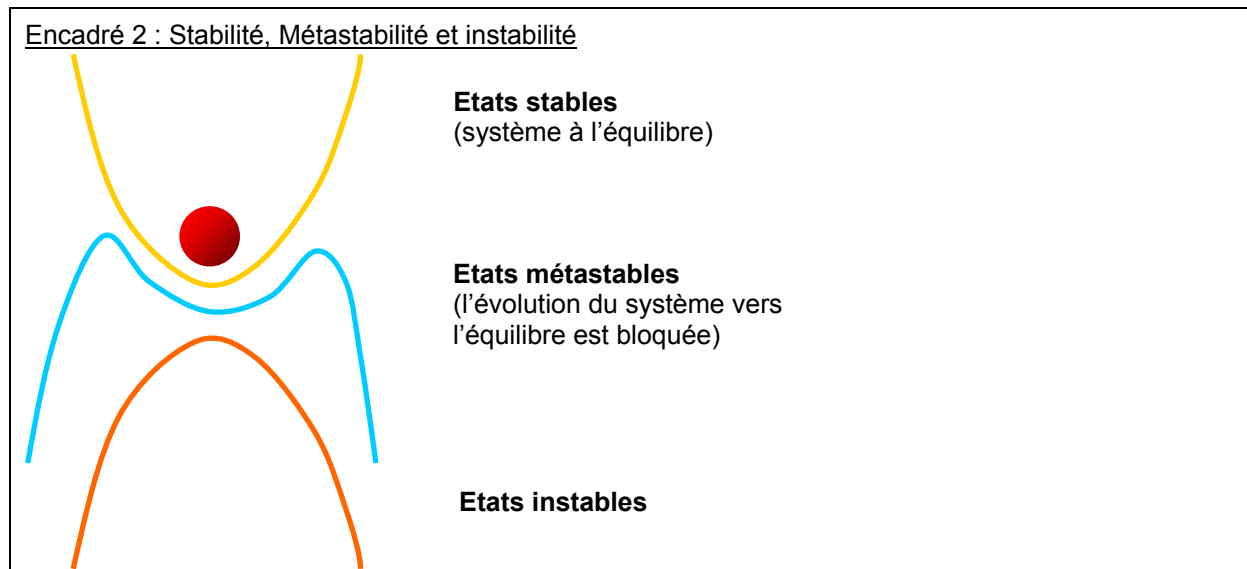 Encadré 2 : Stabilité, Métastabilité et instabilité
Etats stables
(système à l’équilibre)
Etats métastables
(l’évolution du système vers
l’équilibre est bloquée)
Etats instables